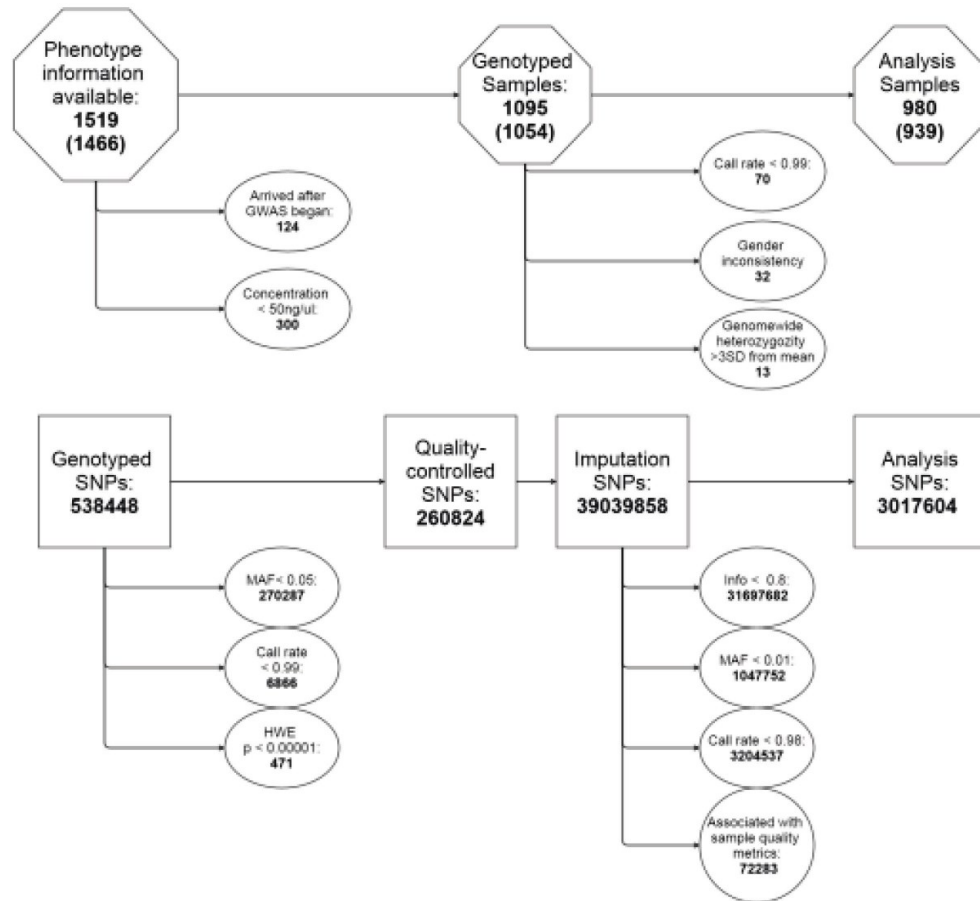 Phenotype
information
available:
1519
(1466)
Genotyped
Samples:
1095
(1054)
Analysis
Samples
980
(939)
Arrived after
GWAS began:
124
Concentration
< 50ng/ul:
300
Call rate < 0.99:
70
Gender
inconsistency
32
Genomewide
heterozygozity
>3SD from mean
13
Genotyped
SNPs:
538448
Quality-
controlled
SNPs:
260824
Imputation
SNPs:
39039858
Analysis
SNPs:
3017604
MAF< 0.05:
270287
Call rate
< 0.99:
6866
HWE
p < 0.00001:
471
Info < 0.8:
31697682
MAF < 0.01:
1047752
Call rate < 0.98:
3204537
Associated with
sample quality
metrics:
72283